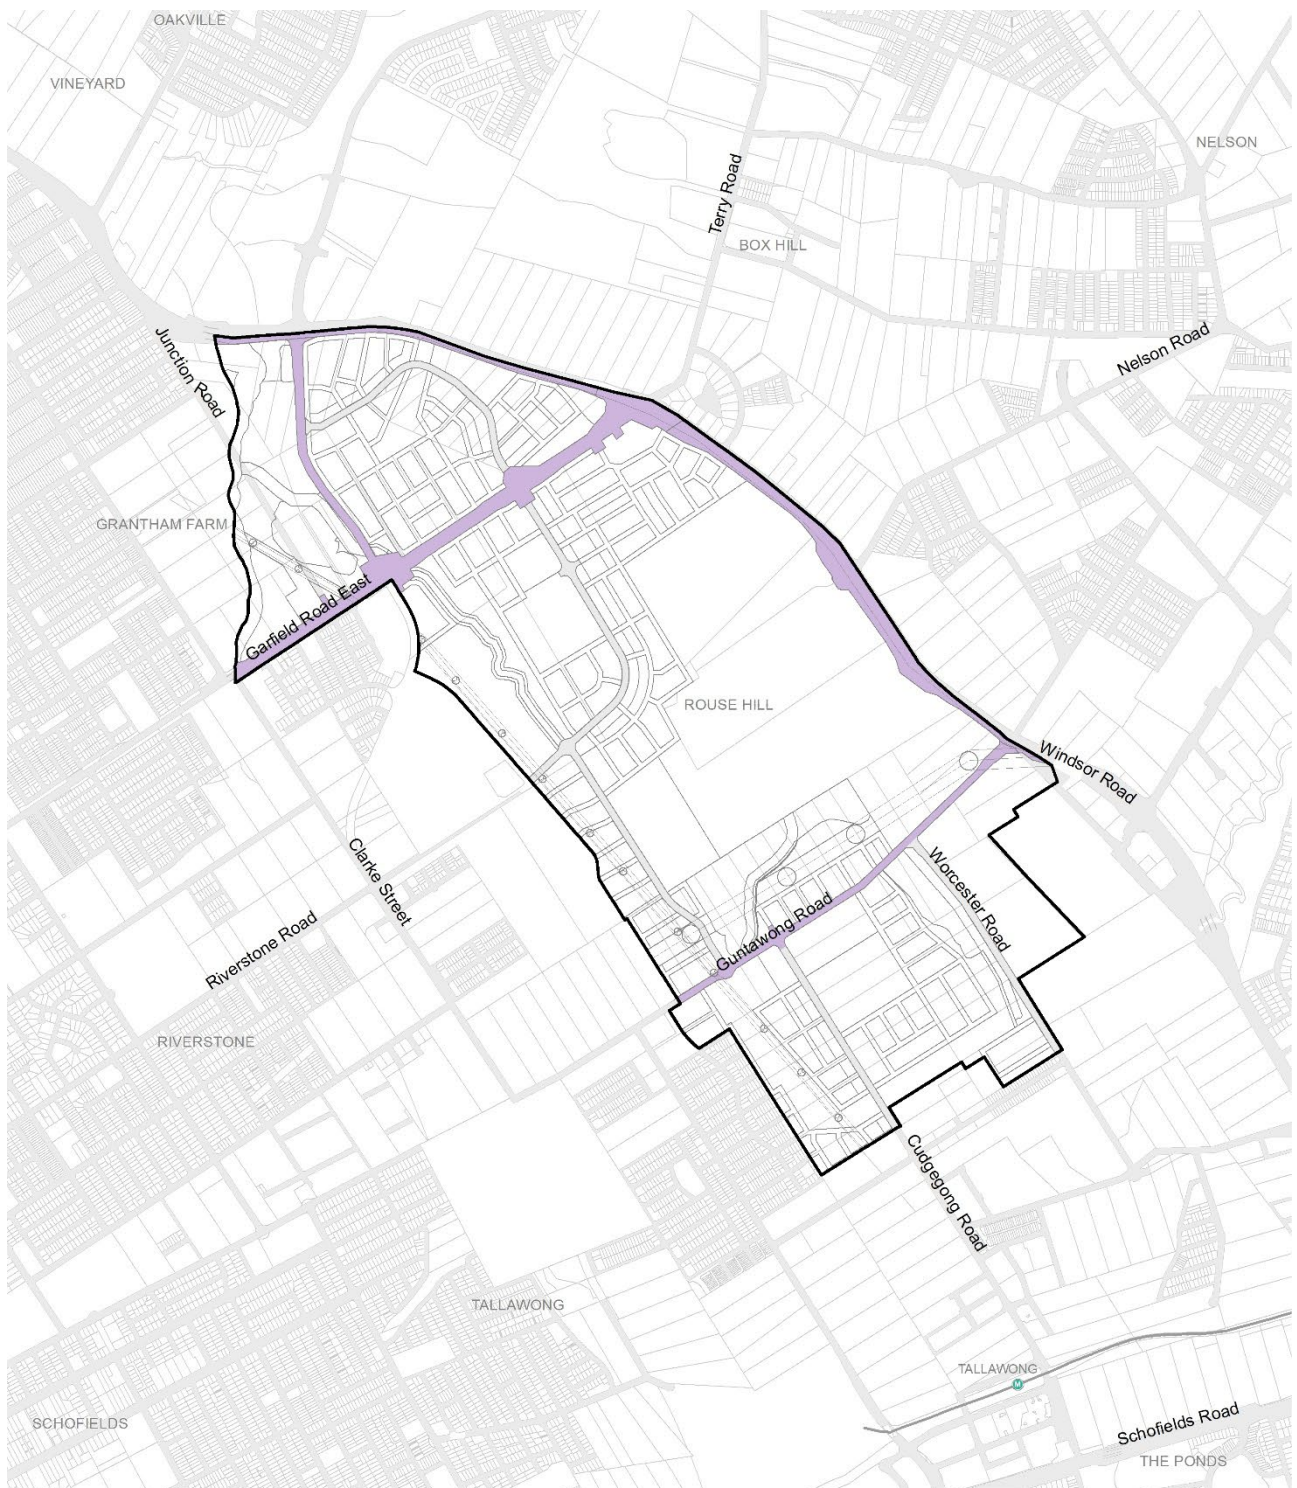 OAKVILLE
VINEYARD
NELSON
Terry Road
BOX HILL
Junction Road
Nelson Road
GRANTHAM FARM
Garfield Road East
ROUSE HILL
Windsor Road
Clarke Street
Worcester Road
Guntawong Road
Riverstone Road
RIVERSTONE
Cudgegong Road
TALLAWONG
TALLAWONG
M
SCHOFIELDS
Schofields Road
THE PONDS